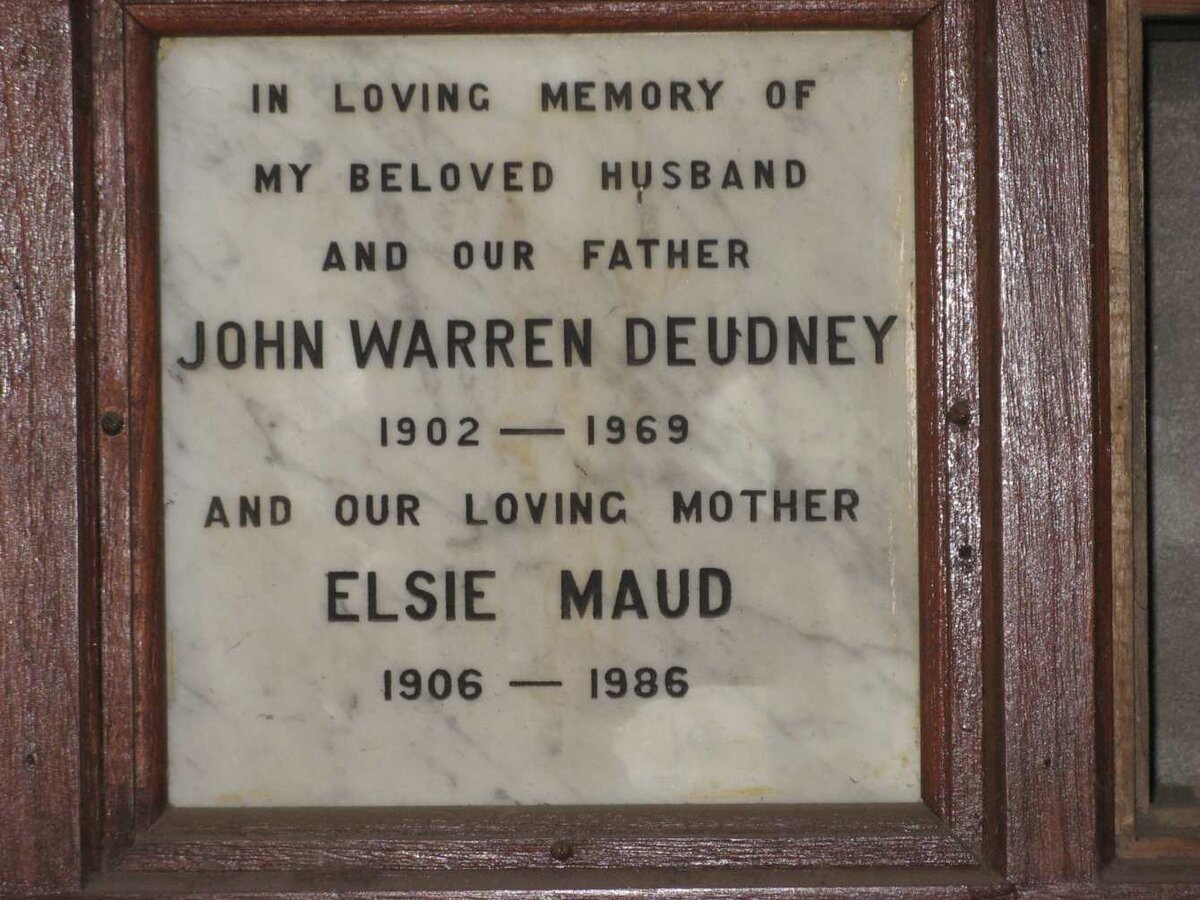 IN LOVING MEMORY OF
MY BELOVED HUSBAND
AND OUR FATHER
JOHN WARREN DEUDNEY
1902 — 1969
AND OUR LOVING MOTHER
ELSIE MAUD
1906 — 1986